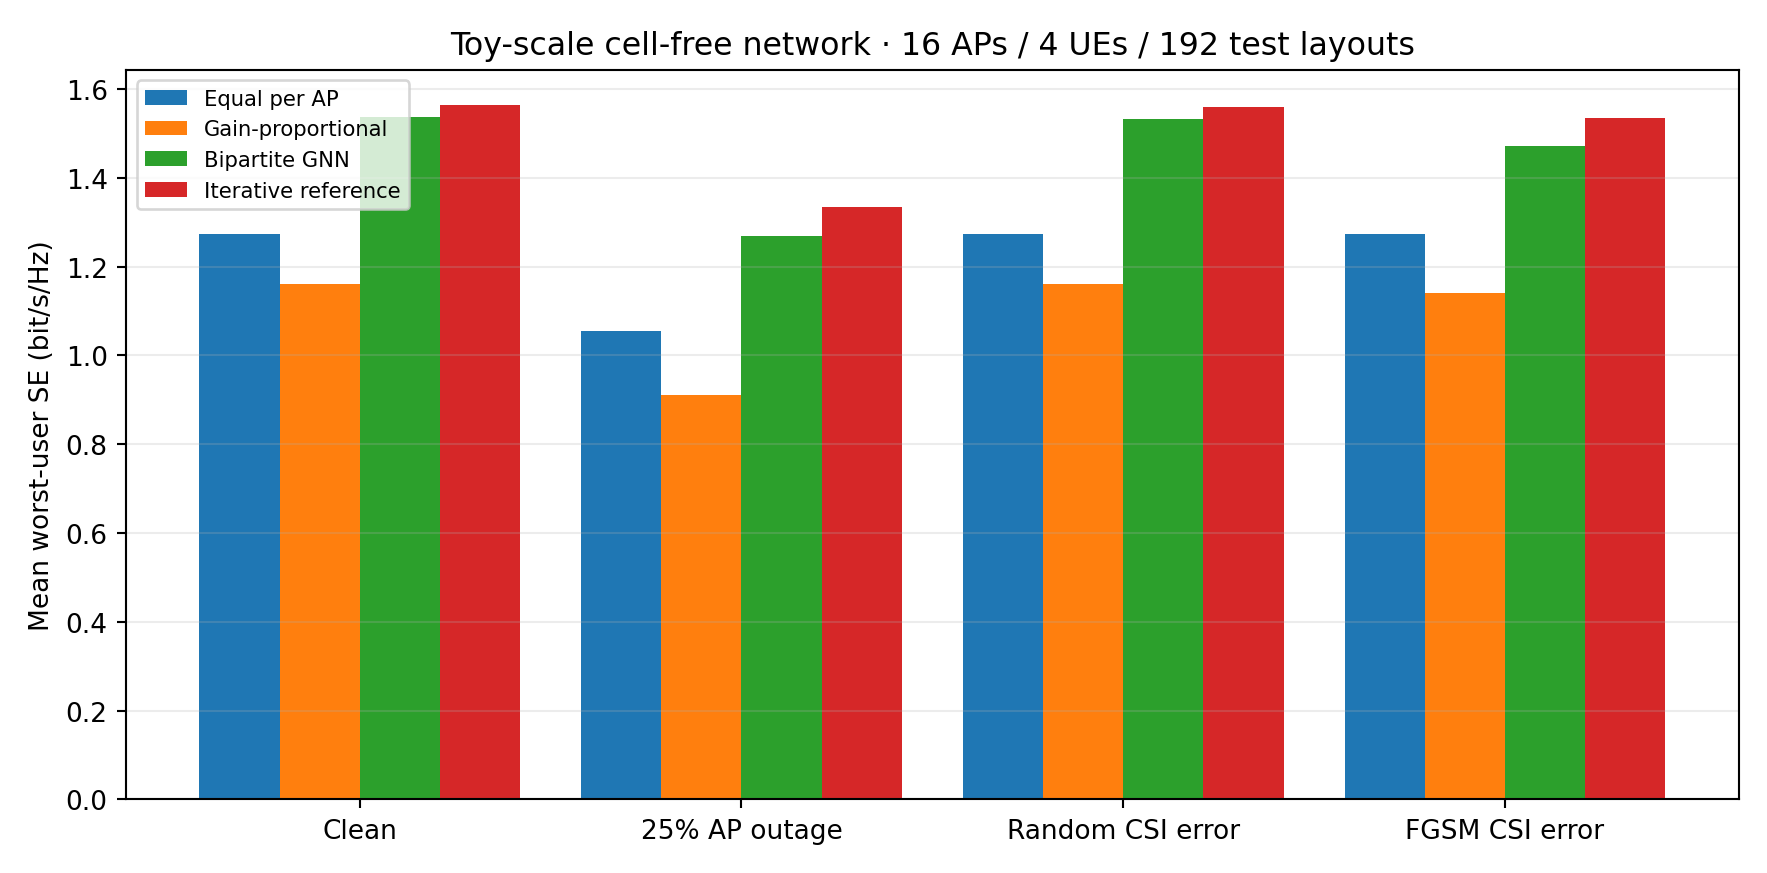 Toy-scale cell-free network · 16 APs / 4 UEs / 192 test layouts
Mean worst-user SE (bit/s/Hz)
1.6
1.4
1.2
1.0
0.8
0.6
0.4
0.2
0.0
Equal per AP
Gain-proportional
Bipartite GNN
Iterative reference
Clean
25% AP outage
Random CSI error
FGSM CSI error